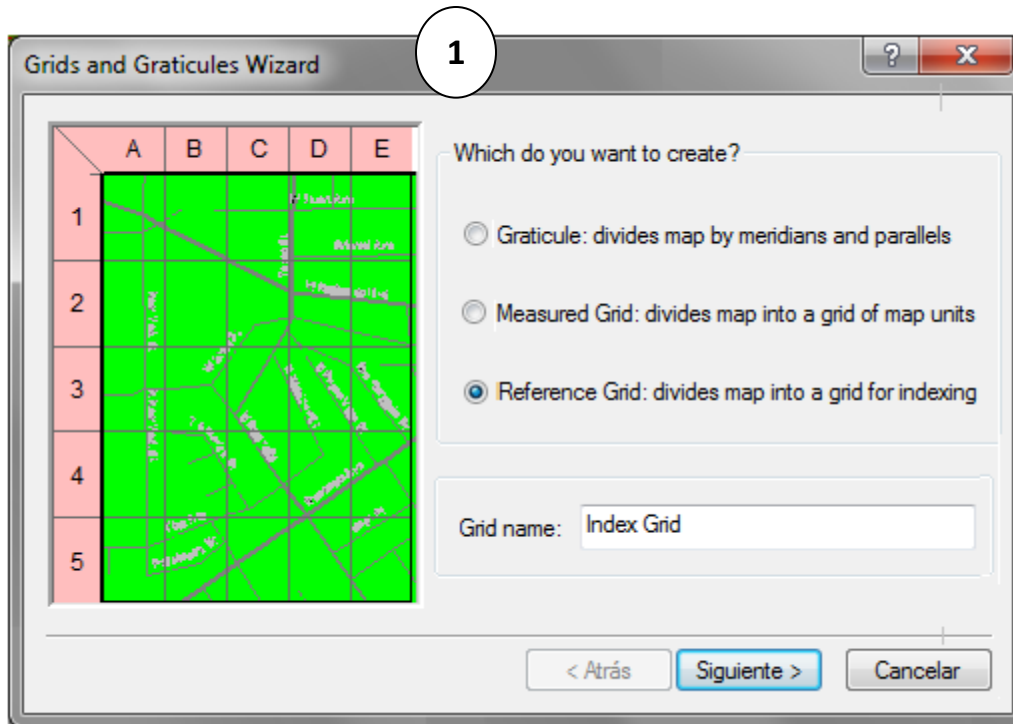 1
Grids and Graticules Wizard
A B C D E
1
2
3
4
5
Which do you want to create?
Graticule: divides map by meridians and parallels
Measured Grid: divides map into a grid of map units
Reference Grid: divides map into a grid for indexing
Grid name: Index Grid
< Atrás Siguiente > Cancelar